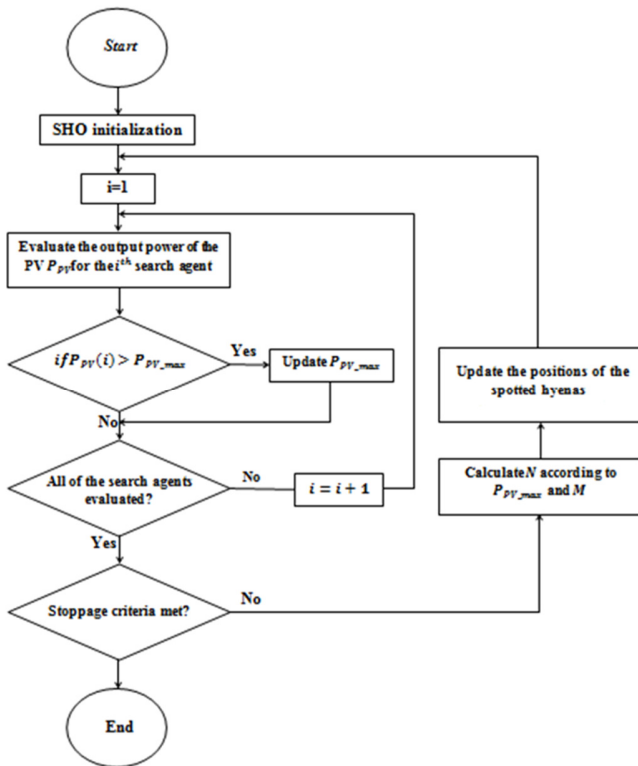 Start
SHO initialization
i=1
Evaluate the output power of the
PV P_PV for the i^th search agent
if P_PV(i) > P_PV_max
Yes
Update P_PV_max
No
All of the search agents
evaluated?
No
i = i + 1
Yes
Stoppage criteria met?
No
End
Update the positions of the
spotted hyenas
Calculate N according to
P_PV_max and M